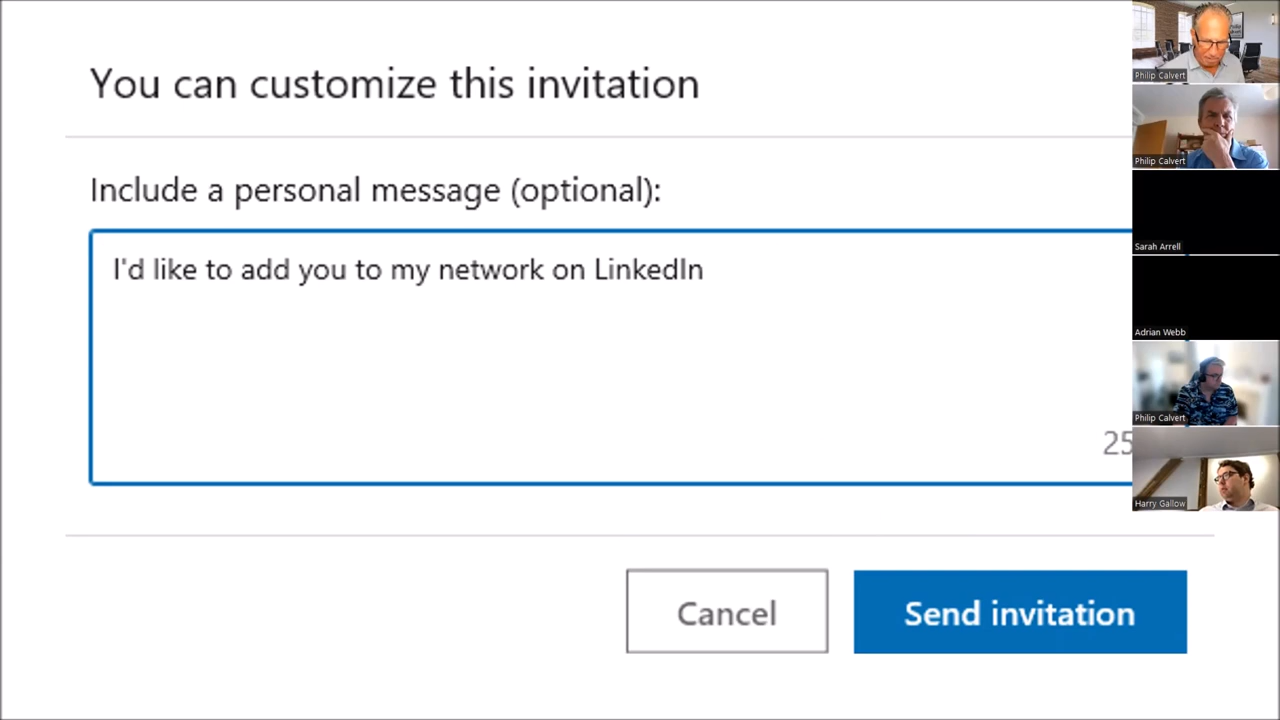 You can customize this invitation
Include a personal message (optional):
I'd like to add you to my network on LinkedIn
25
Cancel
Send invitation
Philip Calvert
Philip Calvert
Sarah Arrell
Adrian Webb
Philip Calvert
Harry Gallow